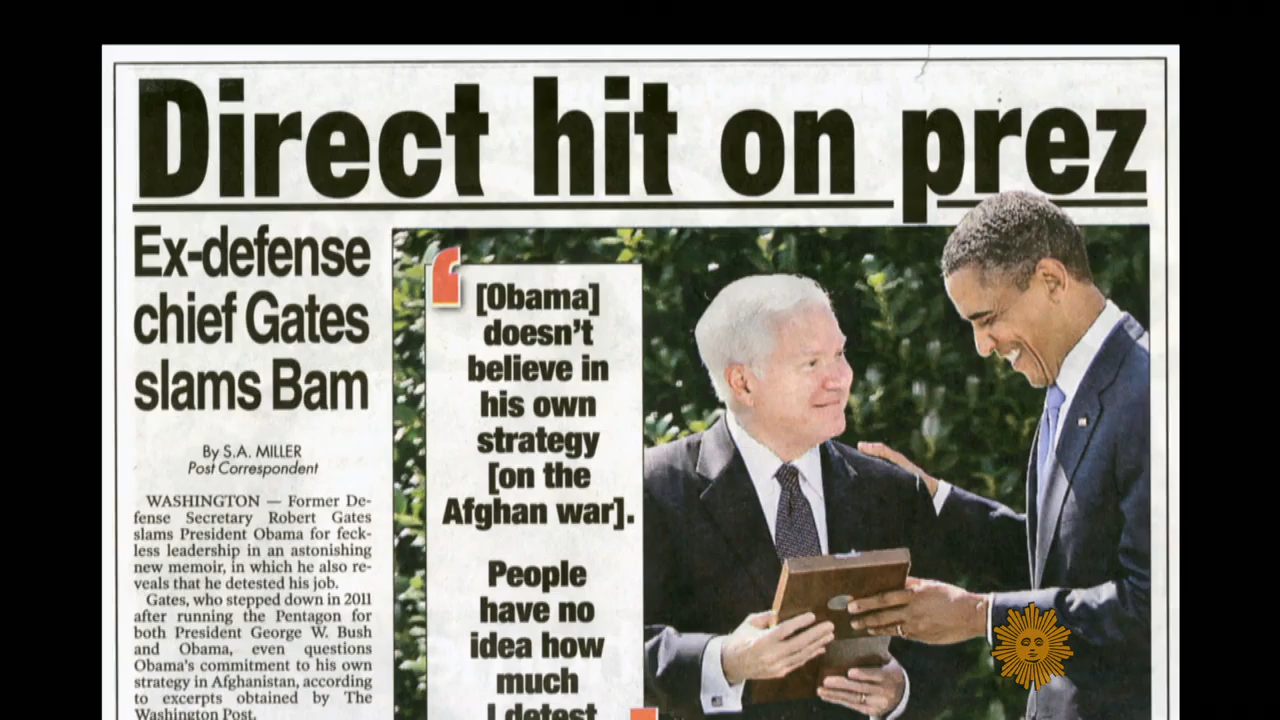 Direct hit on prez
Ex-defense
chief Gates
slams Bam
By S.A. MILLER
Post Correspondent
WASHINGTON — Former De-
fense Secretary Robert Gates
slams President Obama for feck-
less leadership in an astonishing
new memoir, in which he also re-
veals that he detested his job.
Gates, who stepped down in 2011
after running the Pentagon for
both President George W. Bush
and Obama, even questions
Obama's commitment to his own
strategy in Afghanistan, according
to excerpts obtained by The
Washington Post.
[Obama]
doesn't
believe in
his own
strategy
[on the
Afghan war].
People
have no
idea how
much
I detest